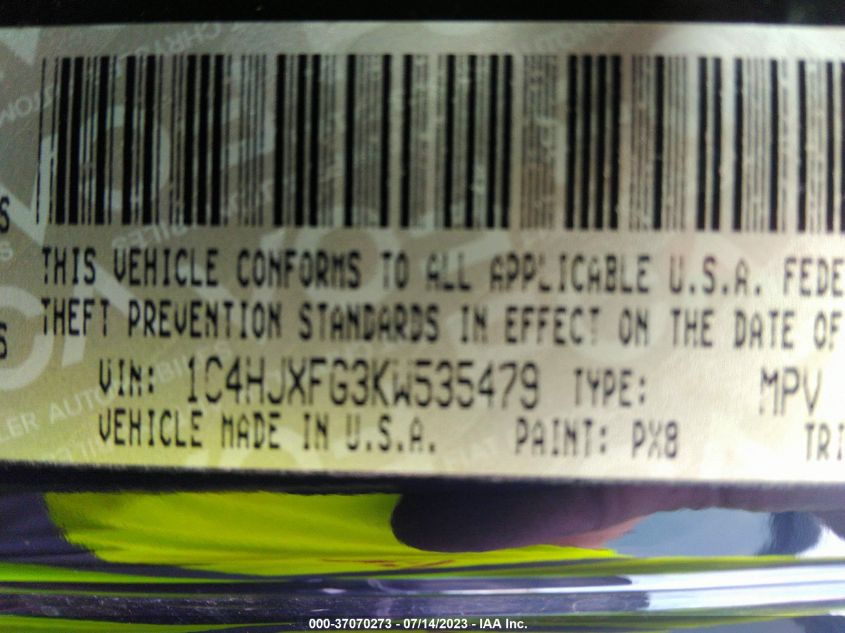 THIS VEHICLE CONFORMS TO ALL APPLICABLE U.S.A. FEDE
THEFT PREVENTION STANDARDS IN EFFECT ON THE DATE OF
VIN: 1C4HJXFG3KW535479 TYPE: MPV
VEHICLE MADE IN U.S.A. PAINT: PX8 TRI
000-37070273 - 07/14/2023 - IAA Inc.